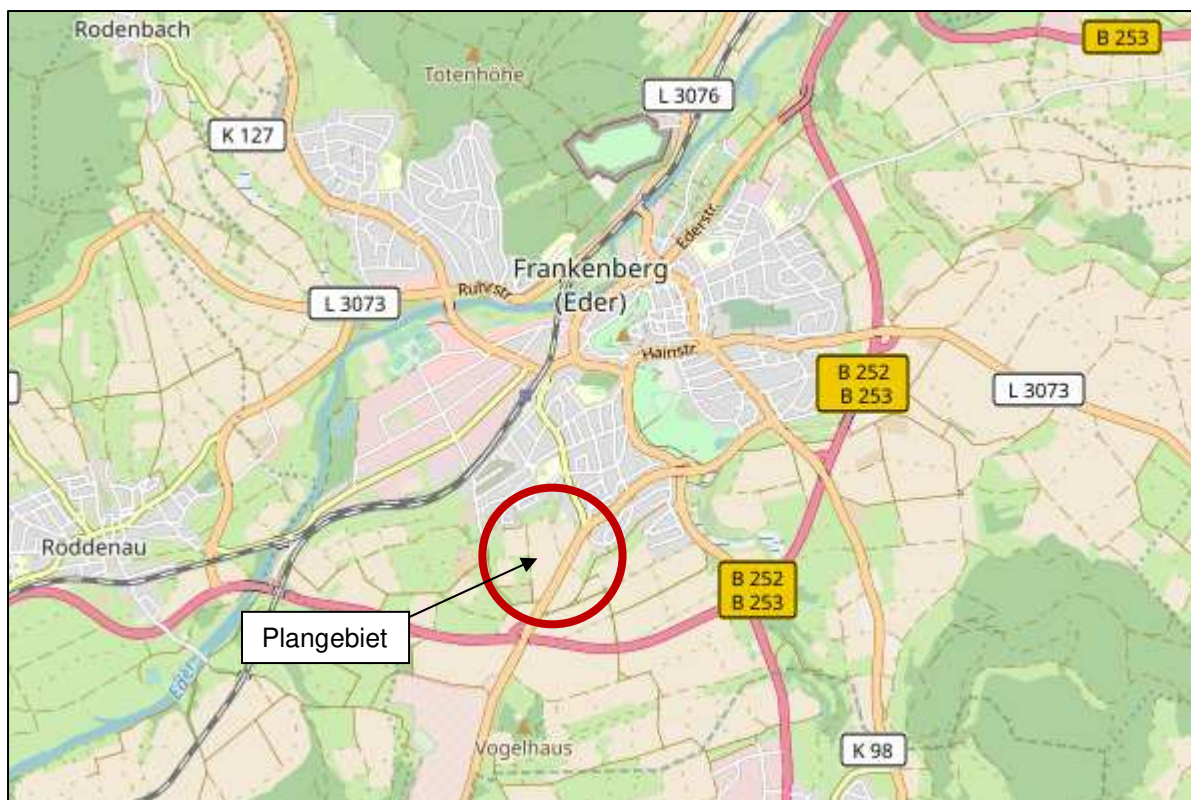 Rodenbach
B 253
Totenhöhe
L 3076
K 127
Ederstr.
Frankenberg
(Eder)
Ruhrstr
L 3073
Hainstr.
B 252
B 253
L 3073
Röddenau
B 252
B 253
Plangebiet
Eder
Vogelhaus
K 98